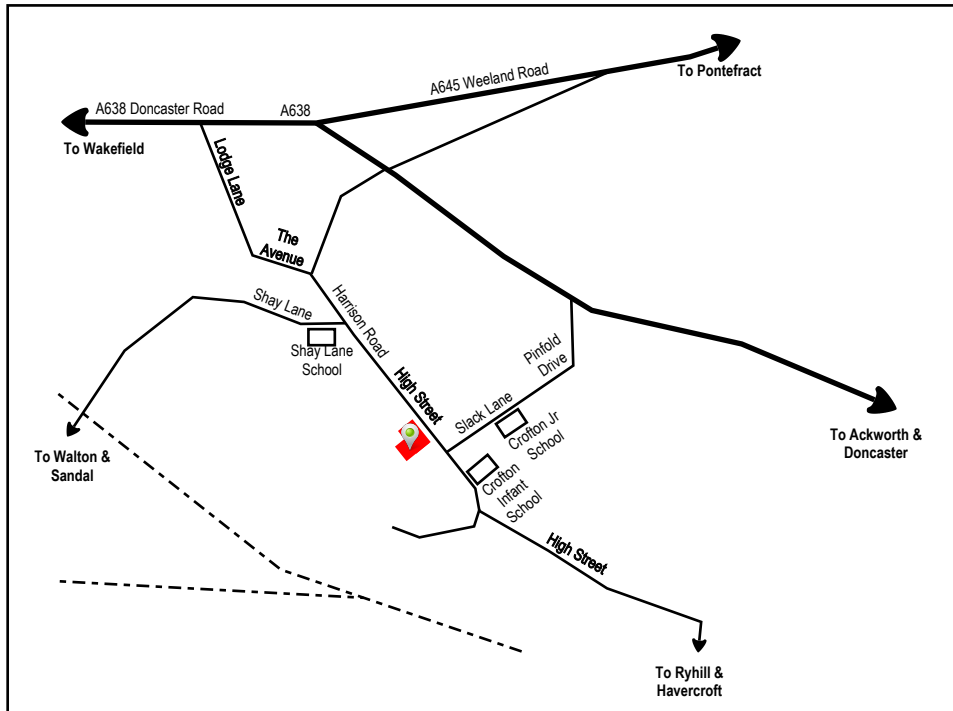 To Pontefract
A645 Weeland Road
A638 Doncaster Road
A638
To Wakefield
Lodge Lane
The
Avenue
Shay Lane
Harrison Road
Shay Lane
School
Pinfold
Drive
High Street
Slack Lane
Crofton Jr
School
To Ackworth &
Doncaster
To Walton &
Sandal
Crofton
Infant
School
High Street
To Ryhill &
Havercroft